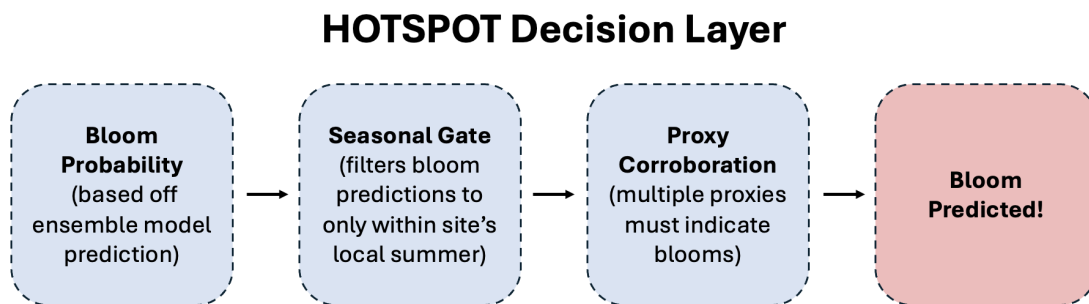 HOTSPOT Decision Layer
Bloom
Probability
(based off
ensemble model
prediction)
Seasonal Gate
(filters bloom
predictions to
only within site's
local summer)
Proxy
Corroboration
(multiple proxies
must indicate
blooms)
Bloom
Predicted!